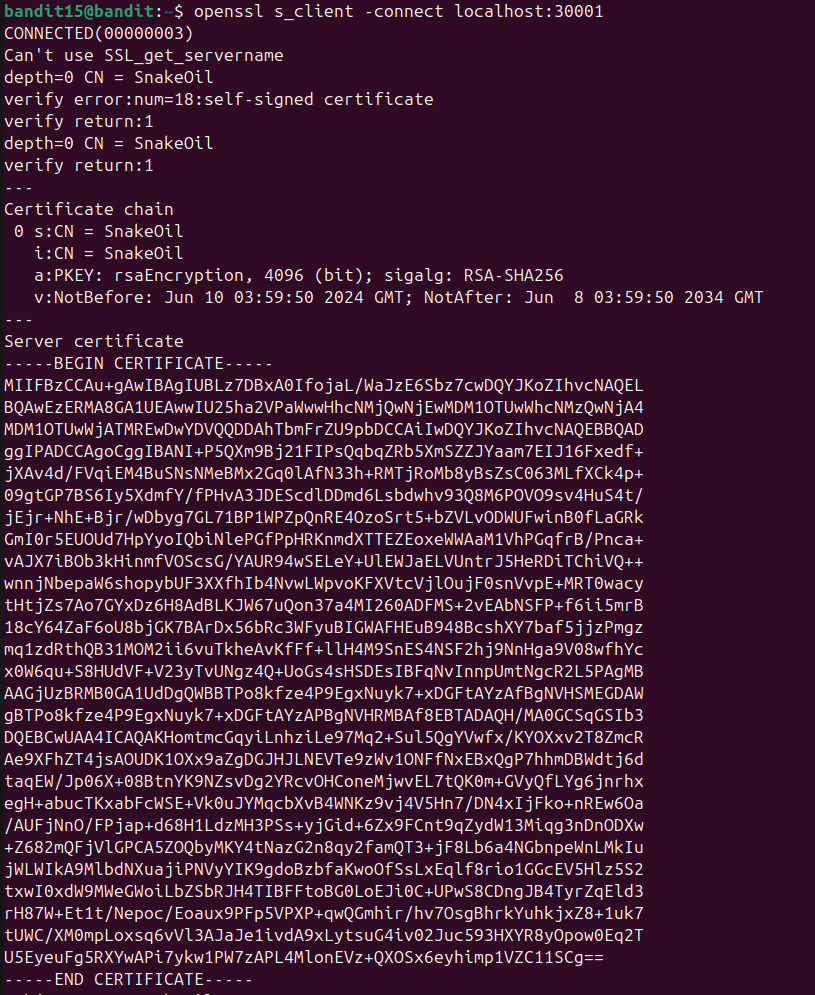 bandit15@bandit:~$ openssl s_client -connect localhost:30001
CONNECTED(00000003)
Can't use SSL_get_servername
depth=0 CN = SnakeOil
verify error:num=18:self-signed certificate
verify return:1
depth=0 CN = SnakeOil
verify return:1
---
Certificate chain
 0 s:CN = SnakeOil
   i:CN = SnakeOil
   a:PKEY: rsaEncryption, 4096 (bit); sigalg: RSA-SHA256
   v:NotBefore: Jun 10 03:59:50 2024 GMT; NotAfter: Jun  8 03:59:50 2034 GMT
---
Server certificate
-----BEGIN CERTIFICATE-----
MIIFBzCCAu+gAwIBAgIUBLz7DBxA0IfojaL/WaJzE6Sbz7cwDQYJKoZIhvcNAQEL
BQAwEzERMA8GA1UEAwwIU25ha2VPaWwwHhcNMjQwNjEwMDM1OTUwWhcNMzQwNjA4
MDM1OTUwWjATMREwDwYDVQQDDAhTbmFrZU9pbDCCAiIwDQYJKoZIhvcNAQEBBQAD
ggIPADCCAgoCggIBANI+P5QXm9Bj21FIPsQqbqZRb5XmSZZJYaam7EIJ16Fxedf+
jXAv4d/FVqiEM4BuSNsNMeBMx2Gq0lAfN33h+RMTjRoMb8yBsZsC063MLfXCk4p+
09gtGP7BS6Iy5XdmfY/fPHvA3JDEScdlDDmd6Lsbdwhv93Q8M6POVO9sv4HuS4t/
jEjr+NhE+Bjr/wDbyg7GL71BP1WPZpQnRE4OzoSrt5+bZVLvODWUFwinB0fLaGRk
GmI0r5EUOUd7HpYyoIQbiNlePGfPpHRKnmdXTTEZEoxeWWAaM1VhPGqfrB/Pnca+
vAJX7iBOb3kHinmfVOScsG/YAUR94wSELeY+UlEWJaELVUntrJ5HeRDiTChiVQ++
wnnjNbepaW6shopybUF3XXfhIb4NvwLWpvoKFXVtcVjlOujF0snVvpE+MRT0wacy
tHtjZs7Ao7GYxDz6H8AdBLKJW67uQon37a4MI260ADFMS+2vEAbNSFP+f6ii5mrB
18cY64ZaF6oU8bjGK7BArDx56bRc3WFyuBIGWAFHEuB948BcshXY7baf5jjzPmgz
mq1zdRthQB31MOM2ii6vuTkheAvKfFf+llH4M9SnES4NSF2hj9NnHga9V08wfhYc
x0W6qu+S8HUdVF+V23yTvUNgz4Q+UoGs4sHSDEsIBFqNvInnpUmtNgcR2L5PAgMB
AAGjUzBRMB0GA1UdDgQWBBTPo8kfze4P9EgxNuyk7+xDGFtAYzAfBgNVHSMEGDAW
gBTPo8kfze4P9EgxNuyk7+xDGFtAYzAPBgNVHRMBAf8EBTADAQH/MA0GCSqGSIb3
DQEBCwUAA4ICAQAKHomtmcGqyiLnhziLe97Mq2+Sul5QgYVwfx/KYOXxv2T8ZmcR
Ae9XFhZT4jsAOUDK1OXx9aZgDGJHJLNEVTe9zWv1ONFfNxEBxQgP7hhmDBWdtj6d
taqEW/Jp06X+08BtnYK9NZsvDg2YRcvOHConeMjwvEL7tQK0m+GVyQfLYg6jnrhx
egH+abucTKxabFcWSE+Vk0uJYMqcbXvB4WNKz9vj4V5Hn7/DN4xIjFko+nREw6Oa
/AUFjNnO/FPjap+d68H1LdzMH3PSs+yjGid+6Zx9FCnt9qZydW13Miqg3nDnODXw
+Z682mQFjVlGPCA5ZOQbyMKY4tNazG2n8qy2famQT3+jF8Lb6a4NGbnpeWnLMkIu
jWLWIkA9MlbdNXuajiPNVyYIK9gdoBzbfaKwoOfSsLxEqlf8rio1GGcEV5Hlz5S2
txwI0xdW9MWeGWoiLbZSbRJH4TIBFFtoBG0LoEJi0C+UPwS8CDngJB4TyrZqEld3
rH87W+Et1t/Nepoc/Eoaux9PFp5VPXP+qwQGmhir/hv7OsgBhrkYuhkjxZ8+1uk7
tUWC/XM0mpLoxsq6vVl3AJaJe1ivdA9xLytsuG4iv02Juc593HXYR8yOpow0Eq2T
U5EyeuFg5RXYwAPi7ykw1PW7zAPL4MlonEVz+QXOSx6eyhimp1VZC11SCg==
-----END CERTIFICATE-----